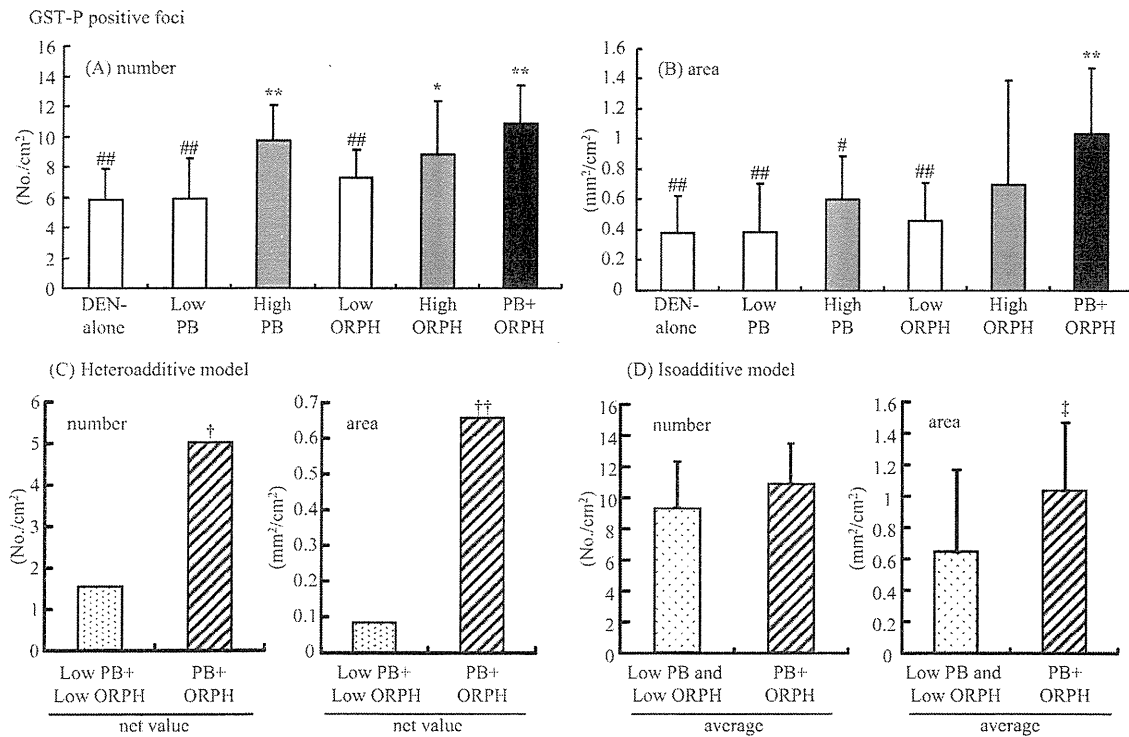 GST-P positive foci
(A) number
(No./cm²)
16
14
12
10
8
6
4
2
0
##
##
**
##
*
**
DEN-
alone
Low
PB
High
PB
Low
ORPH
High
ORPH
PB+
ORPH
(B) area
(mm²/cm²)
1.6
1.4
1.2
1
0.8
0.6
0.4
0.2
0
##
##
#
##
**
DEN-
alone
Low
PB
High
PB
Low
ORPH
High
ORPH
PB+
ORPH
(C) Heteroadditive model
number
(No./cm²)
6
5
4
3
2
1
0
†
Low PB+
Low ORPH
PB+
ORPH
net value
area
(mm²/cm²)
0.7
0.6
0.5
0.4
0.3
0.2
0.1
0
††
Low PB+
Low ORPH
PB+
ORPH
net value
(D) Isoadditive model
number
(No./cm²)
16
14
12
10
8
6
4
2
0
Low PB and
Low ORPH
PB+
ORPH
average
area
(mm²/cm²)
1.6
1.4
1.2
1
0.8
0.6
0.4
0.2
0
‡
Low PB and
Low ORPH
PB+
ORPH
average